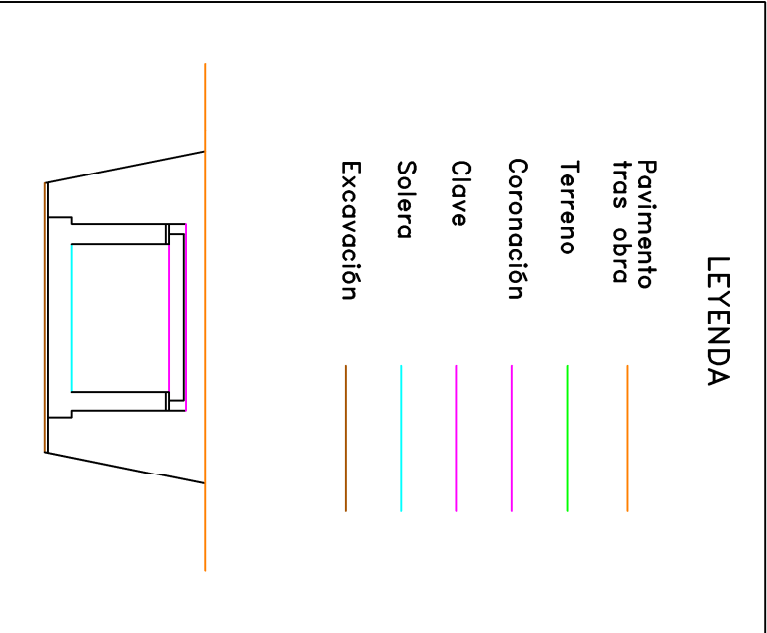 LEYENDA
Pavimento
tras obra
Terreno
Coronación
Clave
Solera
Excavación